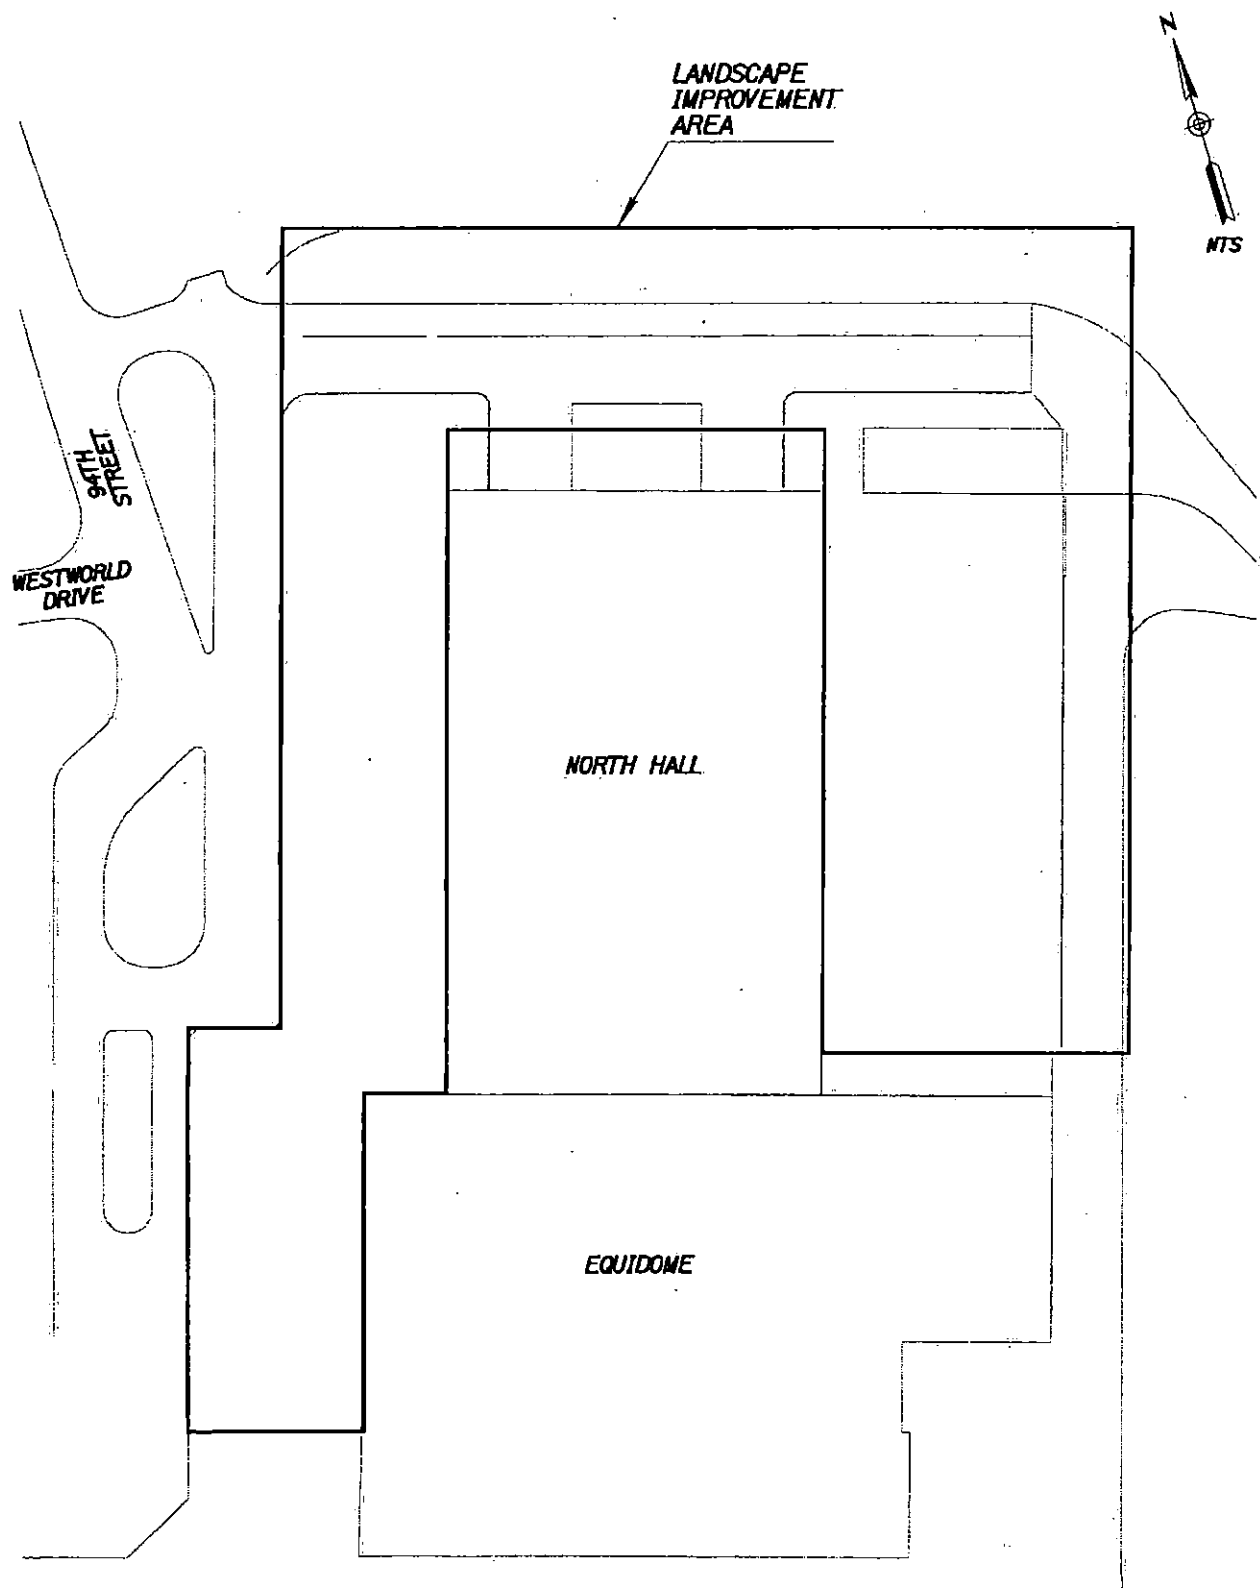 N
LANDSCAPE
IMPROVEMENT
AREA
NTS
94TH
STREET
WESTWORLD
DRIVE
NORTH HALL
EQUIDOME